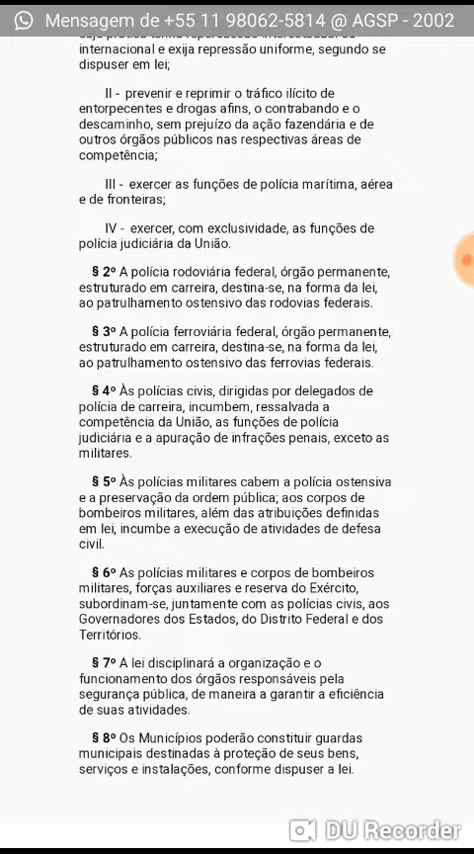 Mensagem de +55 11 98062-5814 @ AGSP - 2002
internacional e exija repressão uniforme, segundo se
dispuser em lei;
II - prevenir e reprimir o tráfico ilícito de
entorpecentes e drogas afins, o contrabando e o
descaminho, sem prejuízo da ação fazendária e de
outros órgãos públicos nas respectivas áreas de
competência;
III - exercer as funções de polícia marítima, aérea
e de fronteiras;
IV - exercer, com exclusividade, as funções de
polícia judiciária da União.
§ 2º A polícia rodoviária federal, órgão permanente,
estruturado em carreira, destina-se, na forma da lei,
ao patrulhamento ostensivo das rodovias federais.
§ 3º A polícia ferroviária federal, órgão permanente,
estruturado em carreira, destina-se, na forma da lei,
ao patrulhamento ostensivo das ferrovias federais.
§ 4º Às polícias civis, dirigidas por delegados de
polícia de carreira, incumbem, ressalvada a
competência da União, as funções de polícia
judiciária e a apuração de infrações penais, exceto as
militares.
§ 5º Às polícias militares cabem a polícia ostensiva
e a preservação da ordem pública; aos corpos de
bombeiros militares, além das atribuições definidas
em lei, incumbe a execução de atividades de defesa
civil.
§ 6º As polícias militares e corpos de bombeiros
militares, forças auxiliares e reserva do Exército,
subordinam-se, juntamente com as polícias civis, aos
Governadores dos Estados, do Distrito Federal e dos
Territórios.
§ 7º A lei disciplinará a organização e o
funcionamento dos órgãos responsáveis pela
segurança pública, de maneira a garantir a eficiência
de suas atividades.
§ 8º Os Municípios poderão constituir guardas
municipais destinadas à proteção de seus bens,
serviços e instalações, conforme dispuser a lei.
DU Recorder